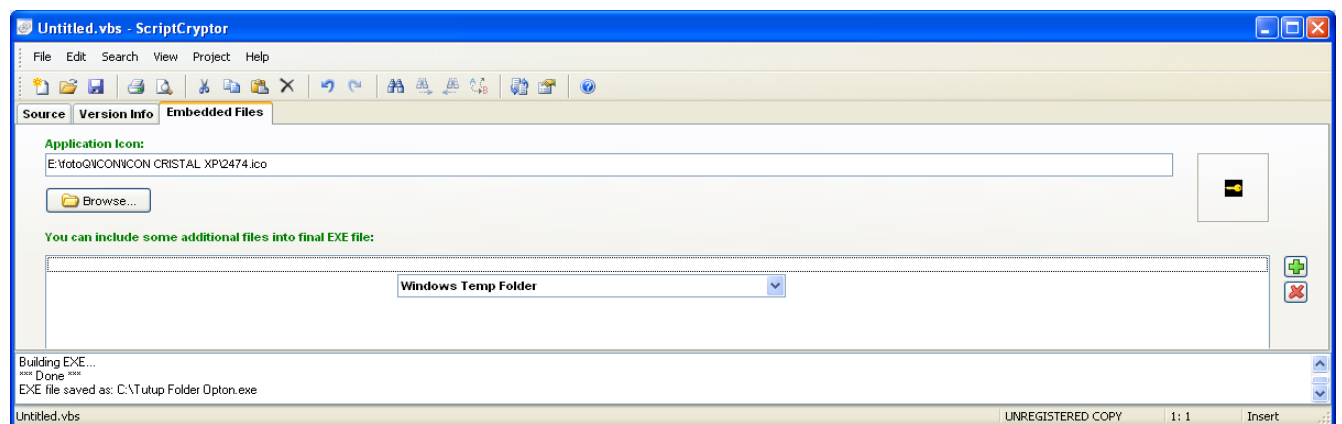 Untitled.vbs - ScriptCryptor
File Edit Search View Project Help
Source Version Info Embedded Files
Application Icon:
E:\fotoQ\ICON\ICON CRISTAL XP\2474.ico
Browse...
You can include some additional files into final EXE file:
Windows Temp Folder
Building EXE...
*** Done ***
EXE file saved as: C:\Tutup Folder Opton.exe
Untitled.vbs UNREGISTERED COPY 1: 1 Insert